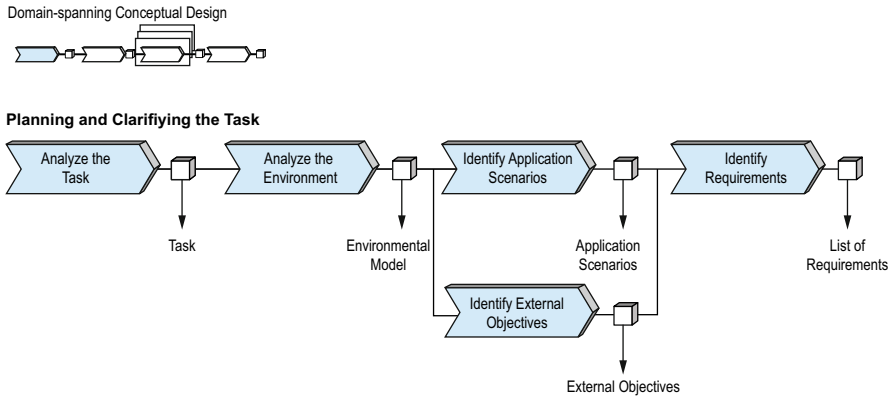 Domain-spanning Conceptual Design
Planning and Clarifiying the Task
Analyze the
Task
Analyze the
Environment
Identify Application
Scenarios
Identify
Requirements
Task
Environmental
Model
Application
Scenarios
List of
Requirements
Identify External
Objectives
External Objectives